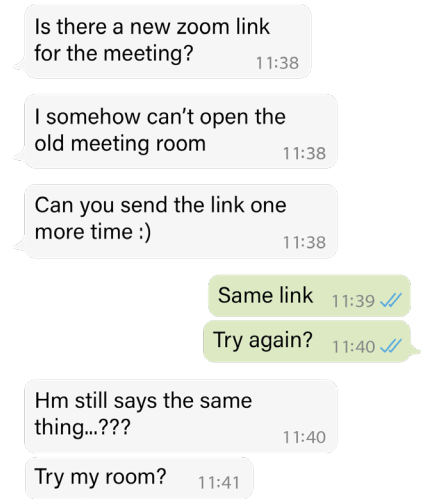 Is there a new zoom link
for the meeting?
11:38
I somehow can’t open the
old meeting room
11:38
Can you send the link one
more time :)
11:38
Same link 11:39
Try again? 11:40
Hm still says the same
thing...???
11:40
Try my room? 11:41